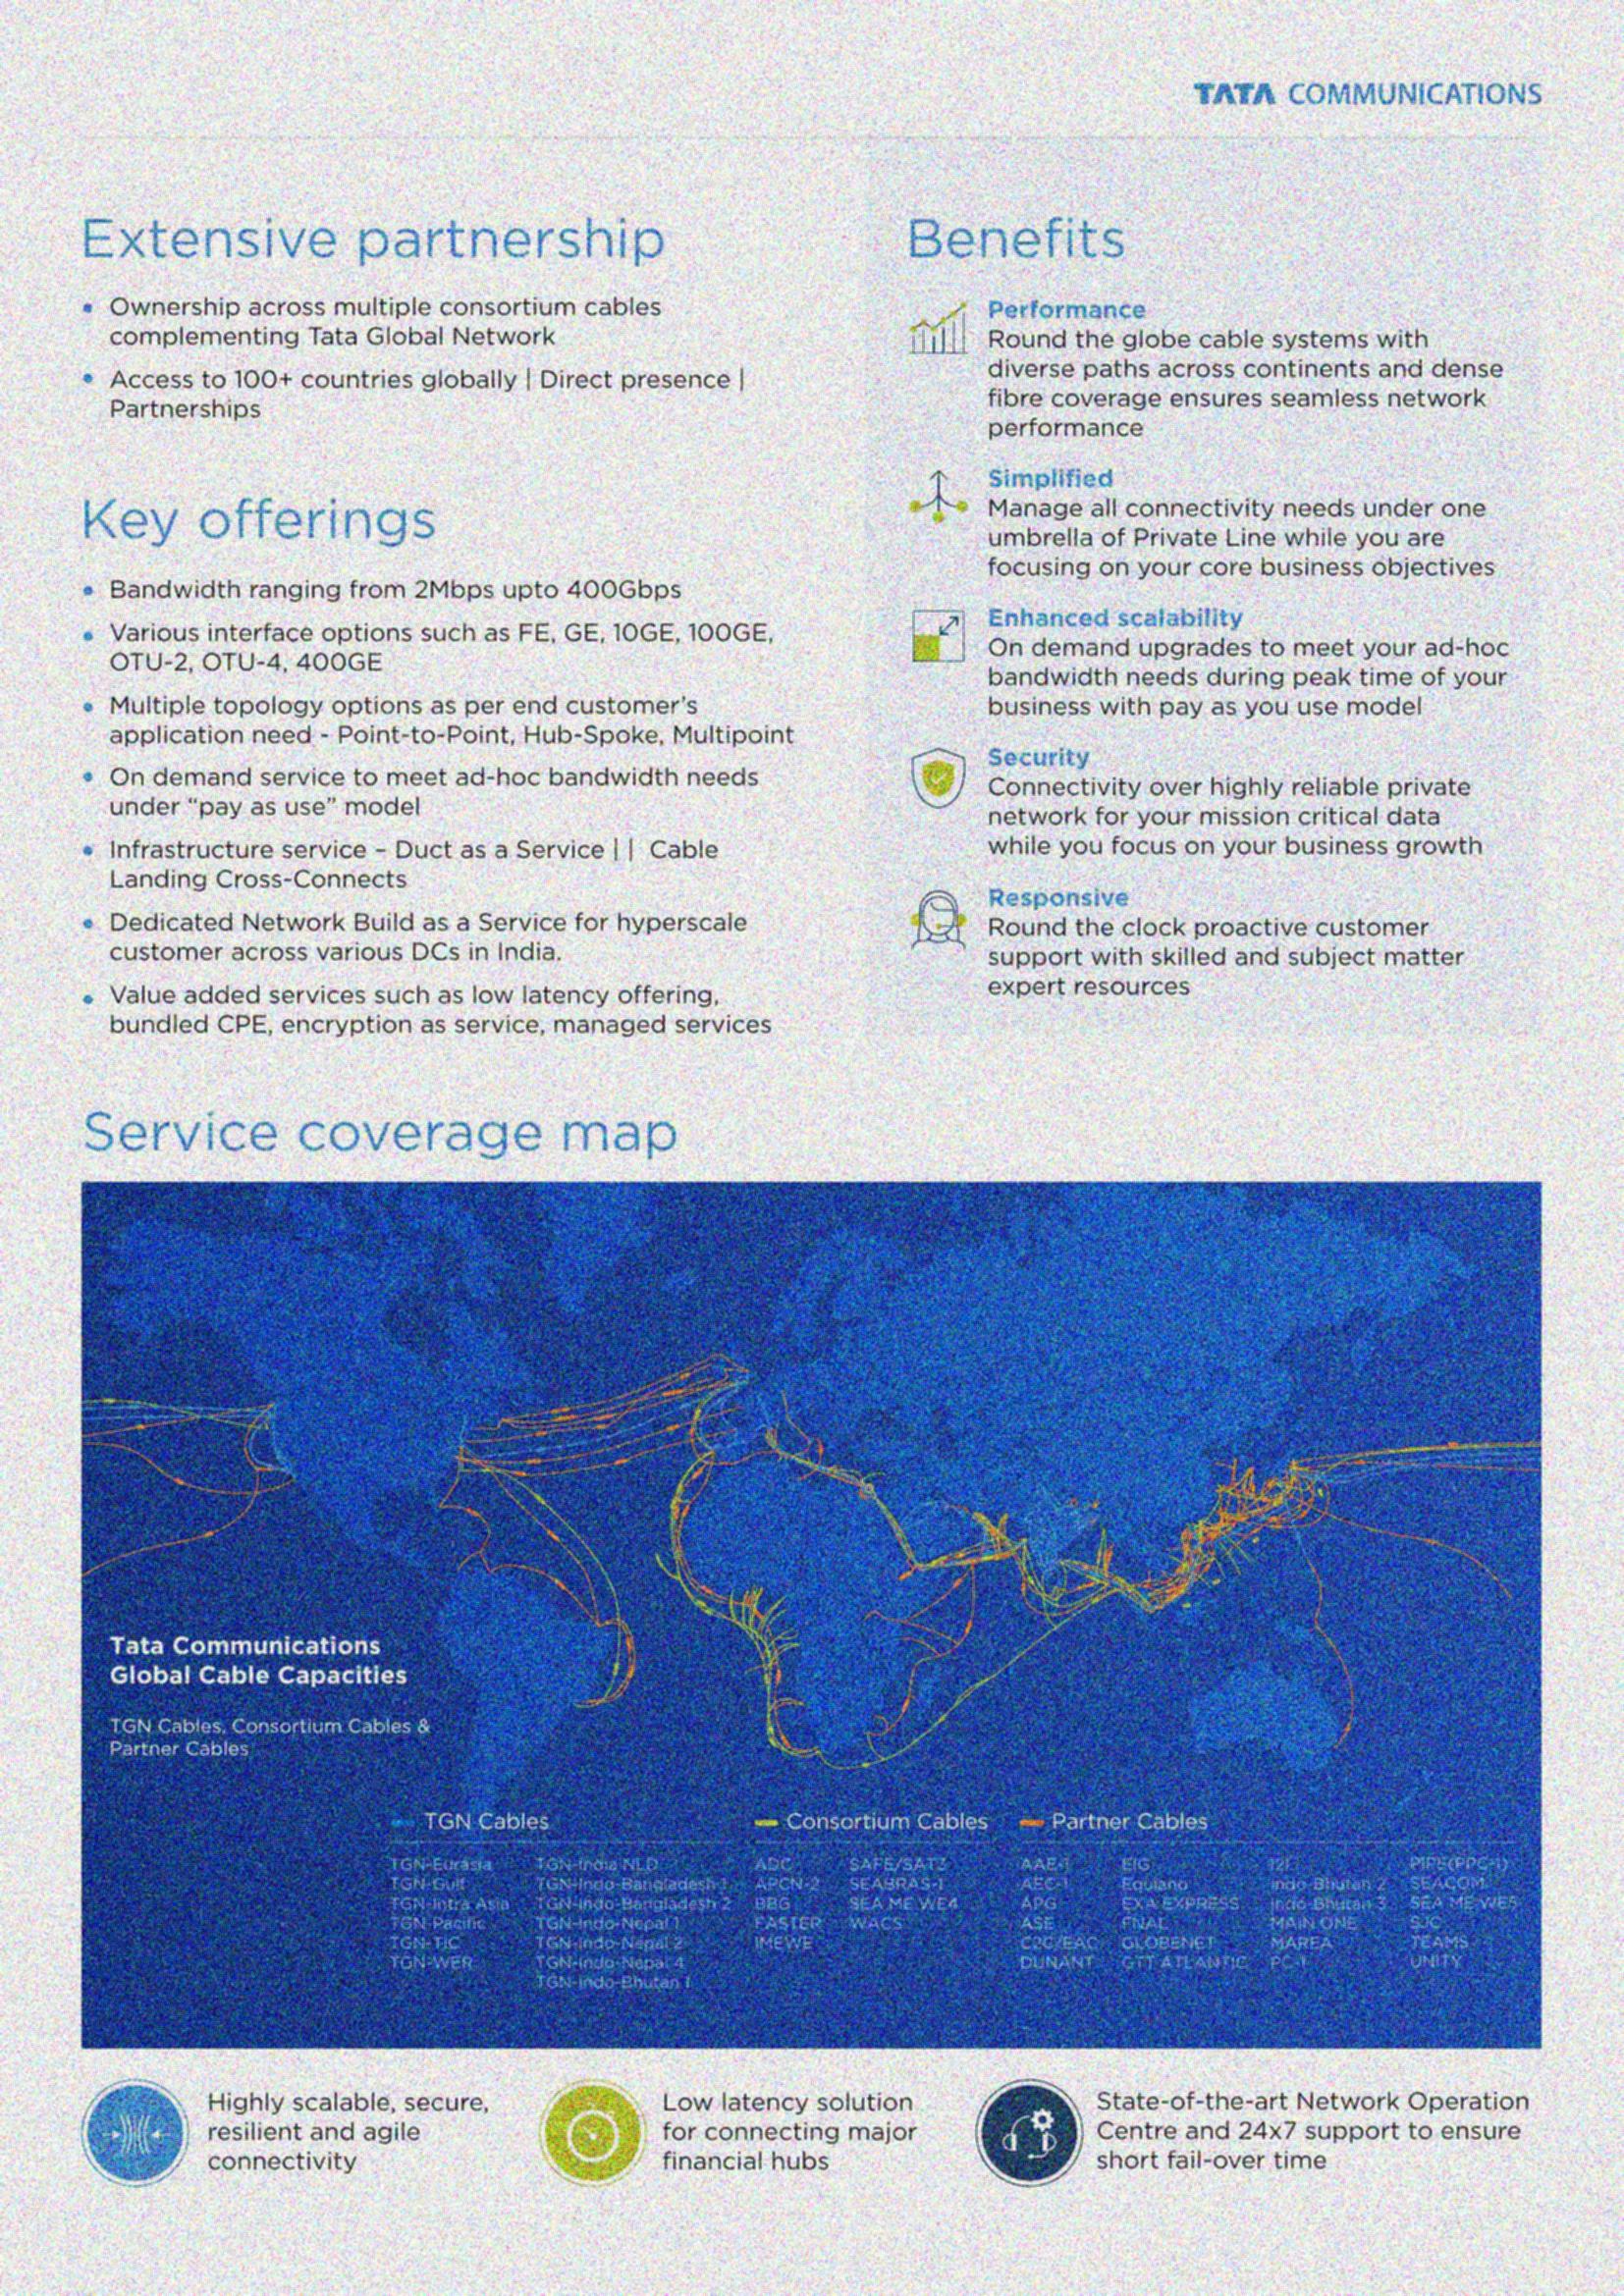 TATA COMMUNICATIONS
Extensive partnership
• Ownership across multiple consortium cables
complementing Tata Global Network
• Access to 100+ countries globally | Direct presence |
Partnerships
Key offerings
• Bandwidth ranging from 2Mbps upto 400Gbps
• Various interface options such as FE, GE, 10GE, 100GE,
OTU-2, OTU-4, 400GE
• Multiple topology options as per end customer's
application need - Point-to-Point, Hub-Spoke, Multipoint
• On demand service to meet ad-hoc bandwidth needs
under “pay as use” model
• Infrastructure service – Duct as a Service | | Cable
Landing Cross-Connects
• Dedicated Network Build as a Service for hyperscale
customer across various DCs in India.
• Value added services such as low latency offering,
bundled CPE, encryption as service, managed services
Benefits
Performance
Round the globe cable systems with
diverse paths across continents and dense
fibre coverage ensures seamless network
performance
Simplified
Manage all connectivity needs under one
umbrella of Private Line while you are
focusing on your core business objectives
Enhanced scalability
On demand upgrades to meet your ad-hoc
bandwidth needs during peak time of your
business with pay as you use model
Security
Connectivity over highly reliable private
network for your mission critical data
while you focus on your business growth
Responsive
Round the clock proactive customer
support with skilled and subject matter
expert resources
Service coverage map
Tata Communications
Global Cable Capacities
TGN Cables, Consortium Cables &
Partner Cables
TGN Cables
TGN-Eurasia
TGN-Gulf
TGN-Intra Asia
TGN-Pacific
TGN-TIC
TGN-WER
TGN-India NLD
TGN-Indo-Bangladesh 1
TGN-Indo-Bangladesh 2
TGN-Indo-Nepal 1
TGN-Indo-Nepal 2
TGN-Indo-Nepal 4
TGN-Indo-Bhutan 1
Consortium Cables
ADC
APCN-2
BBG
FASTER
IMEWE
SAFE/SAT3
SEABRAS-1
SEA ME WE4
WACS
Partner Cables
AAE-1
AEC-1
APG
ASE
C2C/EAC
DUNANT
EIG
Equiano
EXA EXPRESS
FNAL
GLOBENET
GTT ATLANTIC
Indo-Bhutan 2
Indo-Bhutan 3
MAIN ONE
MAREA
PC-1
PIPE(PPC-1)
SEACOM
SEA ME WE5
SJC
TEAMS
UNITY
Highly scalable, secure,
resilient and agile
connectivity
Low latency solution
for connecting major
financial hubs
State-of-the-art Network Operation
Centre and 24x7 support to ensure
short fail-over time